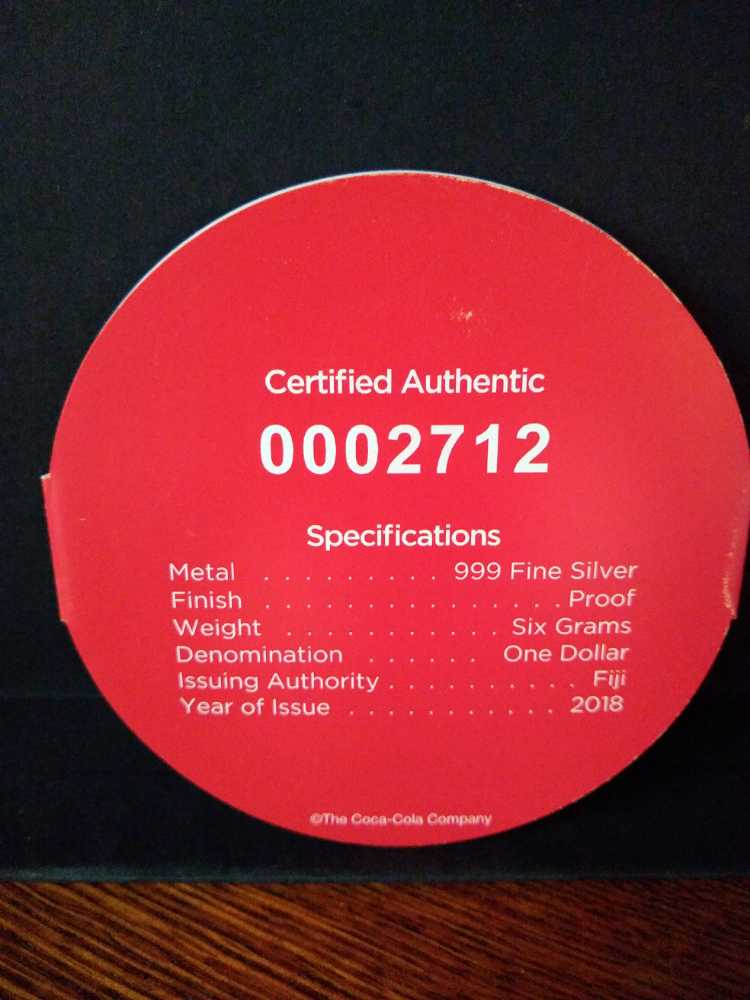 Certified Authentic
0002712
Specifications
Metal . . . . . . . . . 999 Fine Silver
Finish . . . . . . . . . . . . . . . Proof
Weight . . . . . . . . . . . Six Grams
Denomination . . . . . . One Dollar
Issuing Authority . . . . . . . . . . Fiji
Year of Issue . . . . . . . . . . . 2018
©The Coca-Cola Company